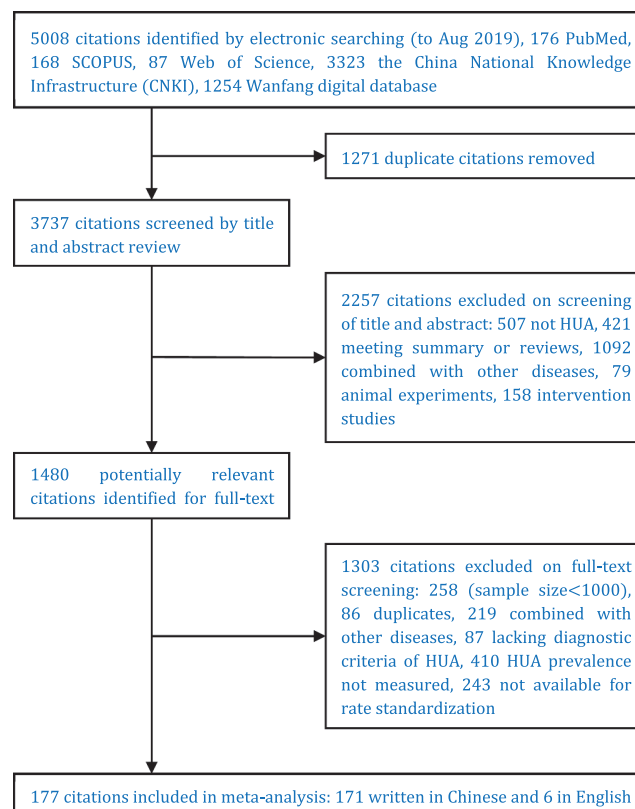 5008 citations identified by electronic searching (to Aug 2019), 176 PubMed,
168 SCOPUS, 87 Web of Science, 3323 the China National Knowledge
Infrastructure (CNKI), 1254 Wanfang digital database
1271 duplicate citations removed
3737 citations screened by title
and abstract review
2257 citations excluded on screening
of title and abstract: 507 not HUA, 421
meeting summary or reviews, 1092
combined with other diseases, 79
animal experiments, 158 intervention
studies
1480 potentially relevant
citations identified for full-text
1303 citations excluded on full-text
screening: 258 (sample size<1000),
86 duplicates, 219 combined with
other diseases, 87 lacking diagnostic
criteria of HUA, 410 HUA prevalence
not measured, 243 not available for
rate standardization
177 citations included in meta-analysis: 171 written in Chinese and 6 in English